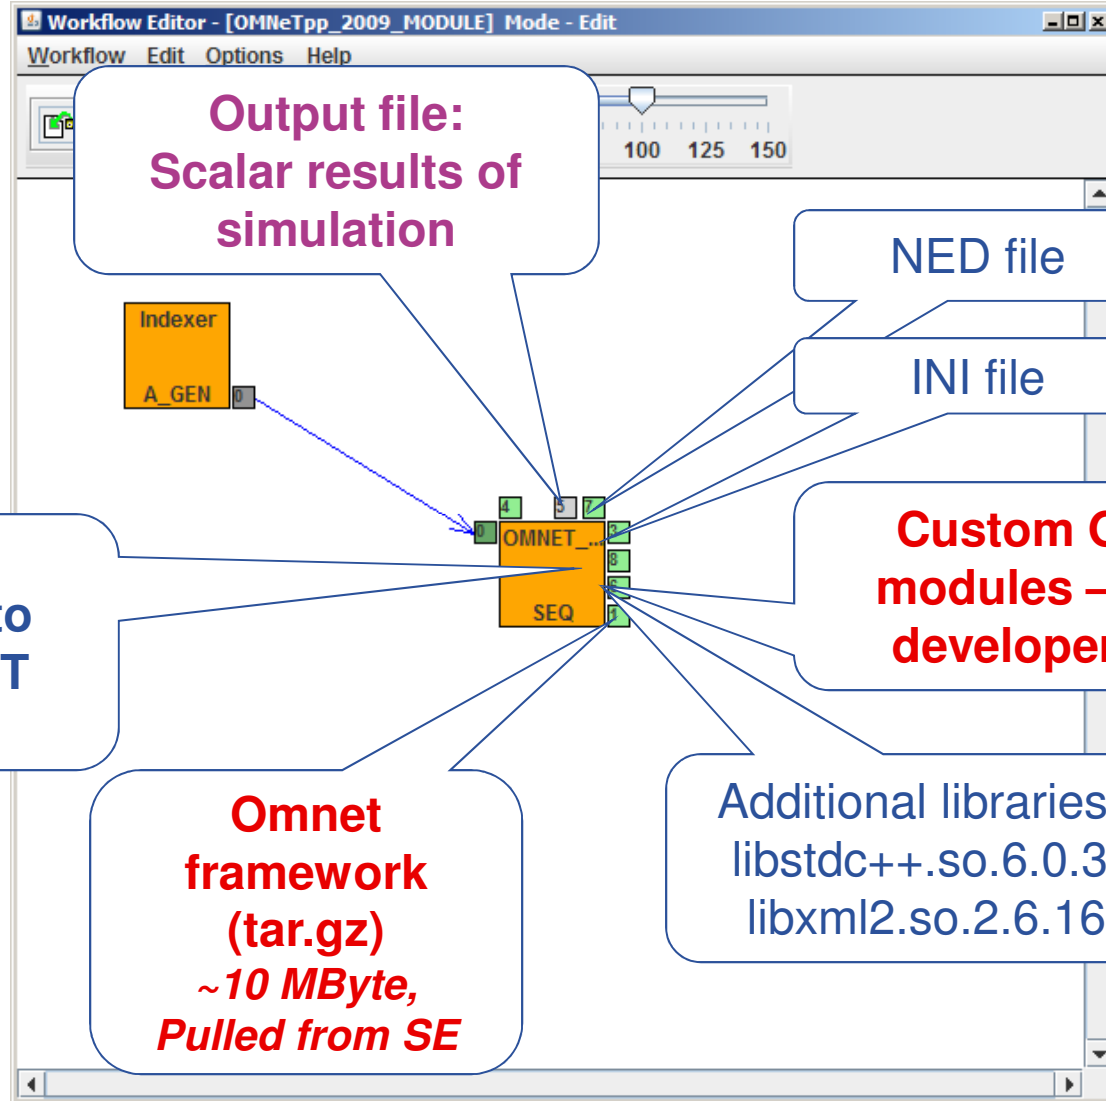 Workflow Editor - [OMNeTpp_2009_MODULE] Mode - Edit
Workflow Edit Options Help
100 125 150
Output file:
Scalar results of
simulation
NED file
INI file
Indexer
A_GEN 0
4 5 7
0 OMNET_... 3
8
6
SEQ 1
Custom
modules –
developer
to
T
Omnet
framework
(tar.gz)
~10 MByte,
Pulled from SE
Additional libraries
libstdc++.so.6.0.3
libxml2.so.2.6.16